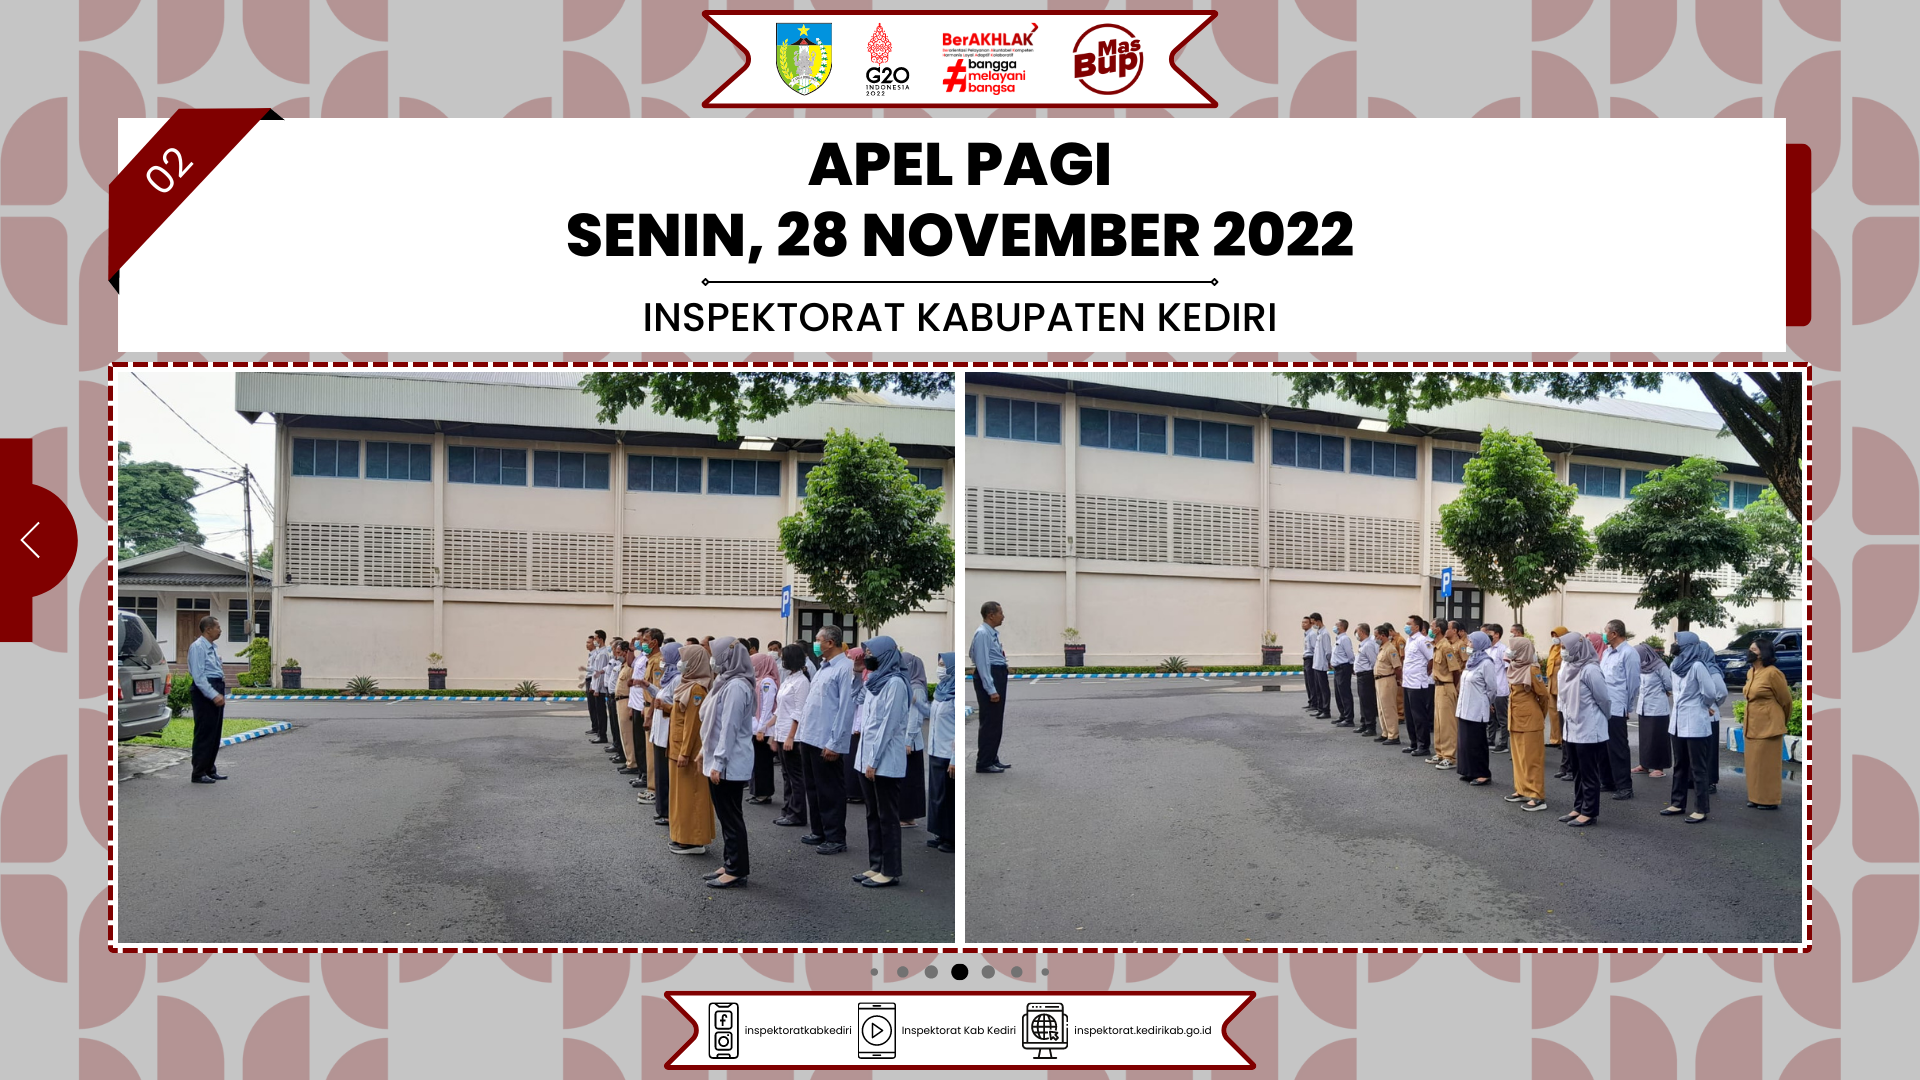 G20
INDONESIA
2022
BerAKHLAK
#bangga
melayani
bangsa
Mas
Bup
02
APEL PAGI
SENIN, 28 NOVEMBER 2022
INSPEKTORAT KABUPATEN KEDIRI
P
P
inspektoratkabkediri
Inspektorat Kab Kediri
inspektorat.kedirikab.go.id